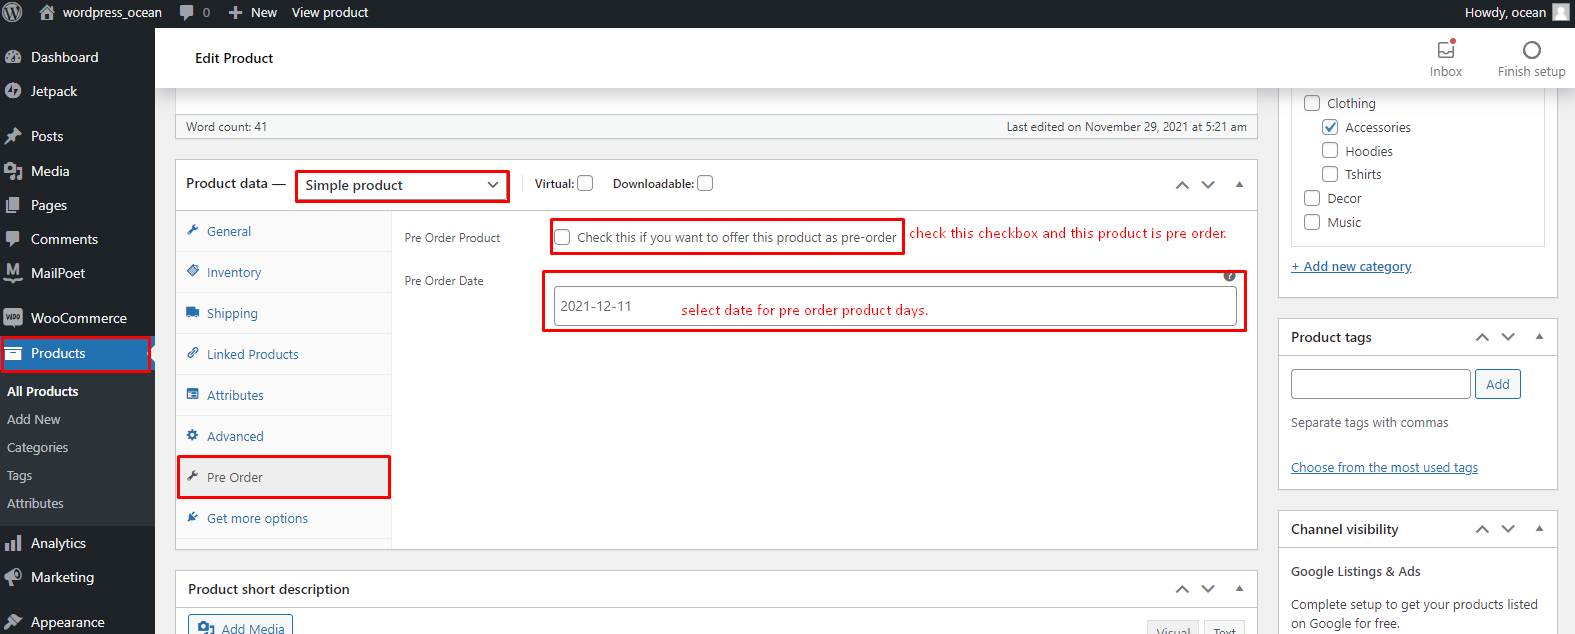 wordpress_ocean 0 New View product Howdy, ocean
Dashboard
Jetpack
Posts
Media
Pages
Comments
MailPoet
WooCommerce
Products
All Products
Add New
Categories
Tags
Attributes
Analytics
Marketing
Appearance
Edit Product
Inbox
Finish setup
Word count: 41 Last edited on November 29, 2021 at 5:21 am
Product data — Simple product Virtual: Downloadable:
General
Inventory
Shipping
Linked Products
Attributes
Advanced
Pre Order
Get more options
Pre Order Product Check this if you want to offer this product as pre-order check this checkbox and this product is pre order.
Pre Order Date
2021-12-11 select date for pre order product days.
Product short description
Add Media Visual Text
Clothing
Accessories
Hoodies
Tshirts
Decor
Music
+ Add new category
Product tags
Add
Separate tags with commas
Choose from the most used tags
Channel visibility
Google Listings & Ads
Complete setup to get your products listed
on Google for free.